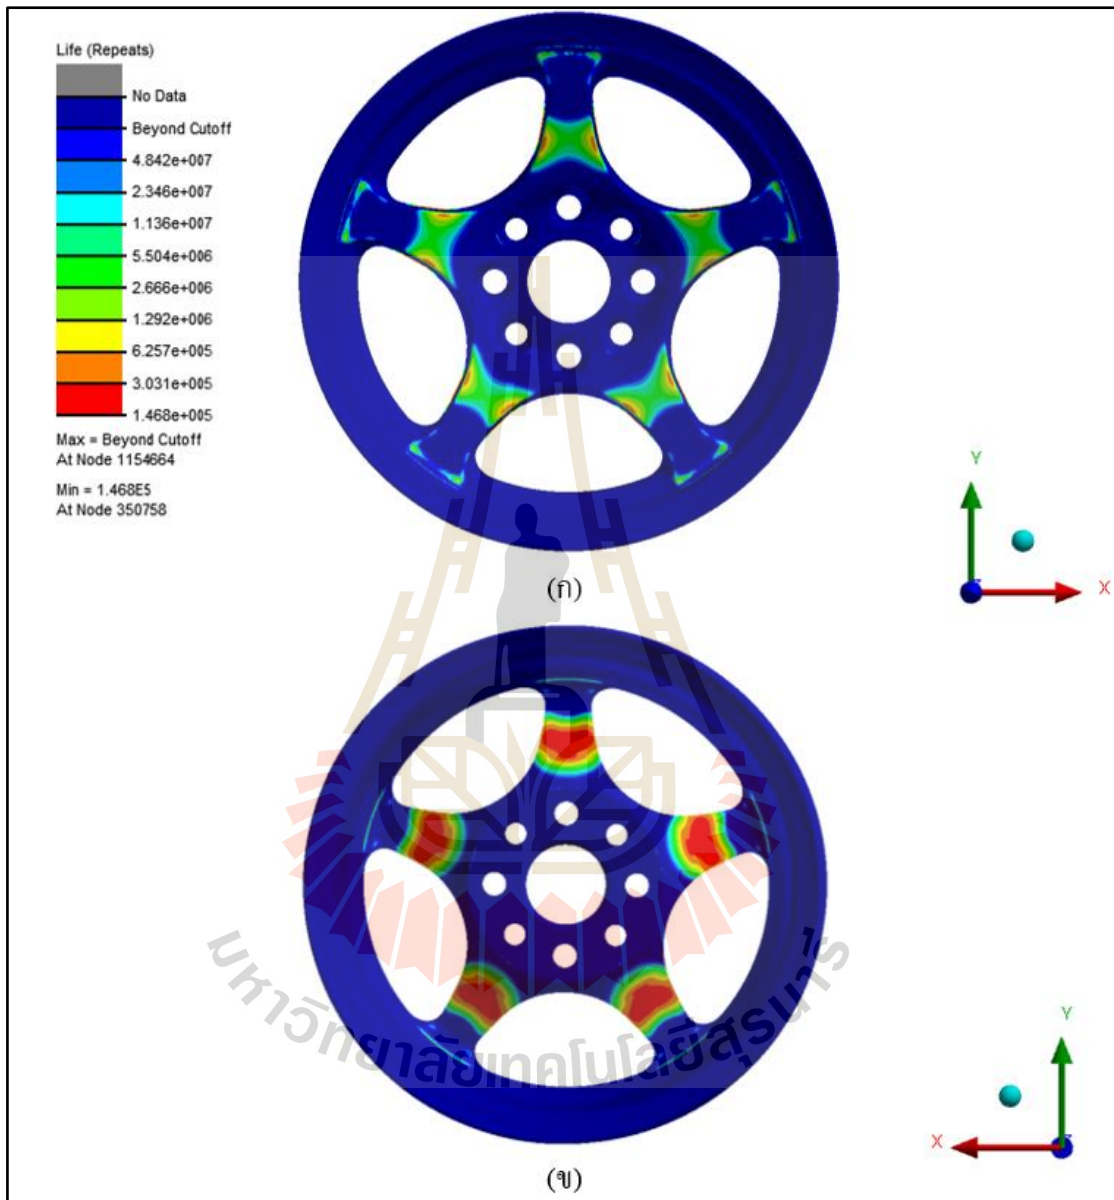 Life (Repeats)
No Data
Beyond Cutoff
4.842e+007
2.346e+007
1.136e+007
5.504e+006
2.666e+006
1.292e+006
6.257e+005
3.031e+005
1.468e+005
Max = Beyond Cutoff
At Node 1154664
Min = 1.468E5
At Node 350758
Y
X
(ก)
Y
X
มหาวิทยาลัยเทคโนโลยีสุรนารี
(ข)